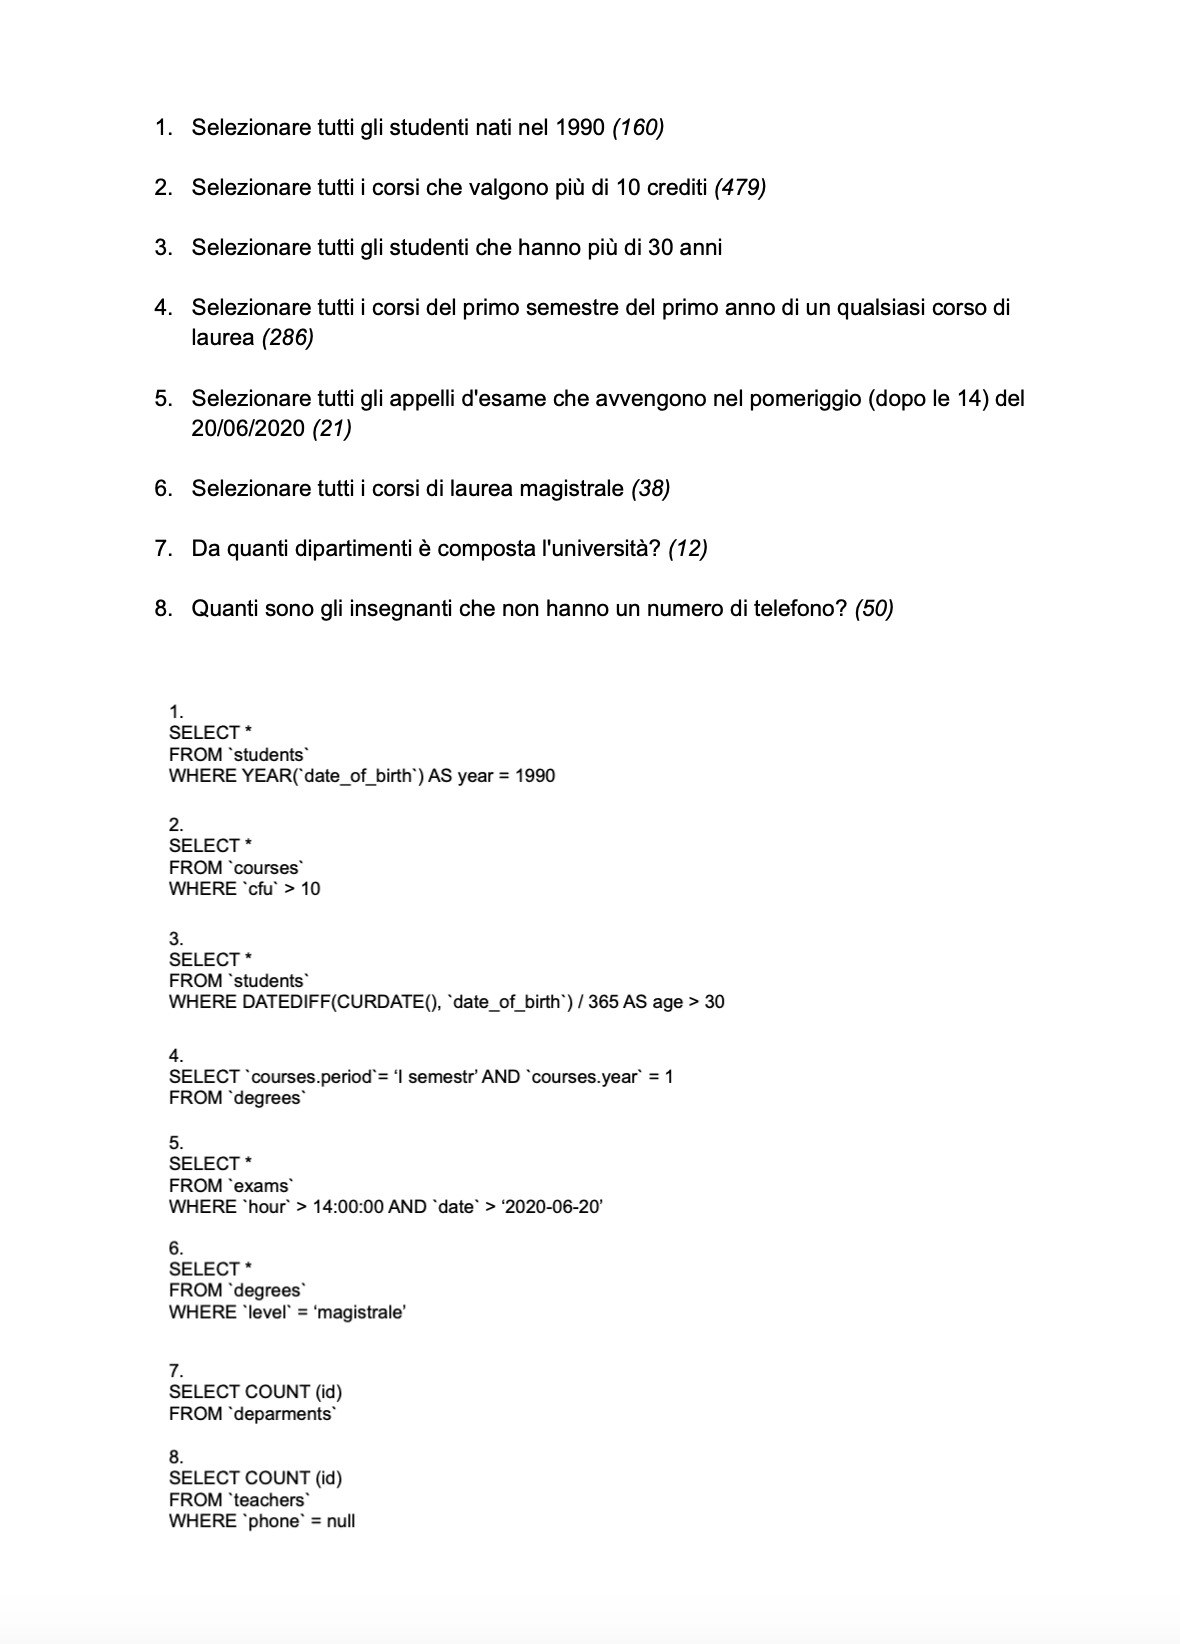 1. Selezionare tutti gli studenti nati nel 1990 (160)
2. Selezionare tutti i corsi che valgono più di 10 crediti (479)
3. Selezionare tutti gli studenti che hanno più di 30 anni
4. Selezionare tutti i corsi del primo semestre del primo anno di un qualsiasi corso di
laurea (286)
5. Selezionare tutti gli appelli d'esame che avvengono nel pomeriggio (dopo le 14) del
20/06/2020 (21)
6. Selezionare tutti i corsi di laurea magistrale (38)
7. Da quanti dipartimenti è composta l'università? (12)
8. Quanti sono gli insegnanti che non hanno un numero di telefono? (50)
1.
SELECT *
FROM `students`
WHERE YEAR(`date_of_birth`) AS year = 1990
2.
SELECT *
FROM `courses`
WHERE `cfu` > 10
3.
SELECT *
FROM `students`
WHERE DATEDIFF(CURDATE(), `date_of_birth`) / 365 AS age > 30
4.
SELECT `courses.period`= ‘I semestr’ AND `courses.year` = 1
FROM `degrees`
5.
SELECT *
FROM `exams`
WHERE `hour` > 14:00:00 AND `date` > ‘2020-06-20’
6.
SELECT *
FROM `degrees`
WHERE `level` = ‘magistrale’
7.
SELECT COUNT (id)
FROM `deparments`
8.
SELECT COUNT (id)
FROM `teachers`
WHERE `phone` = null